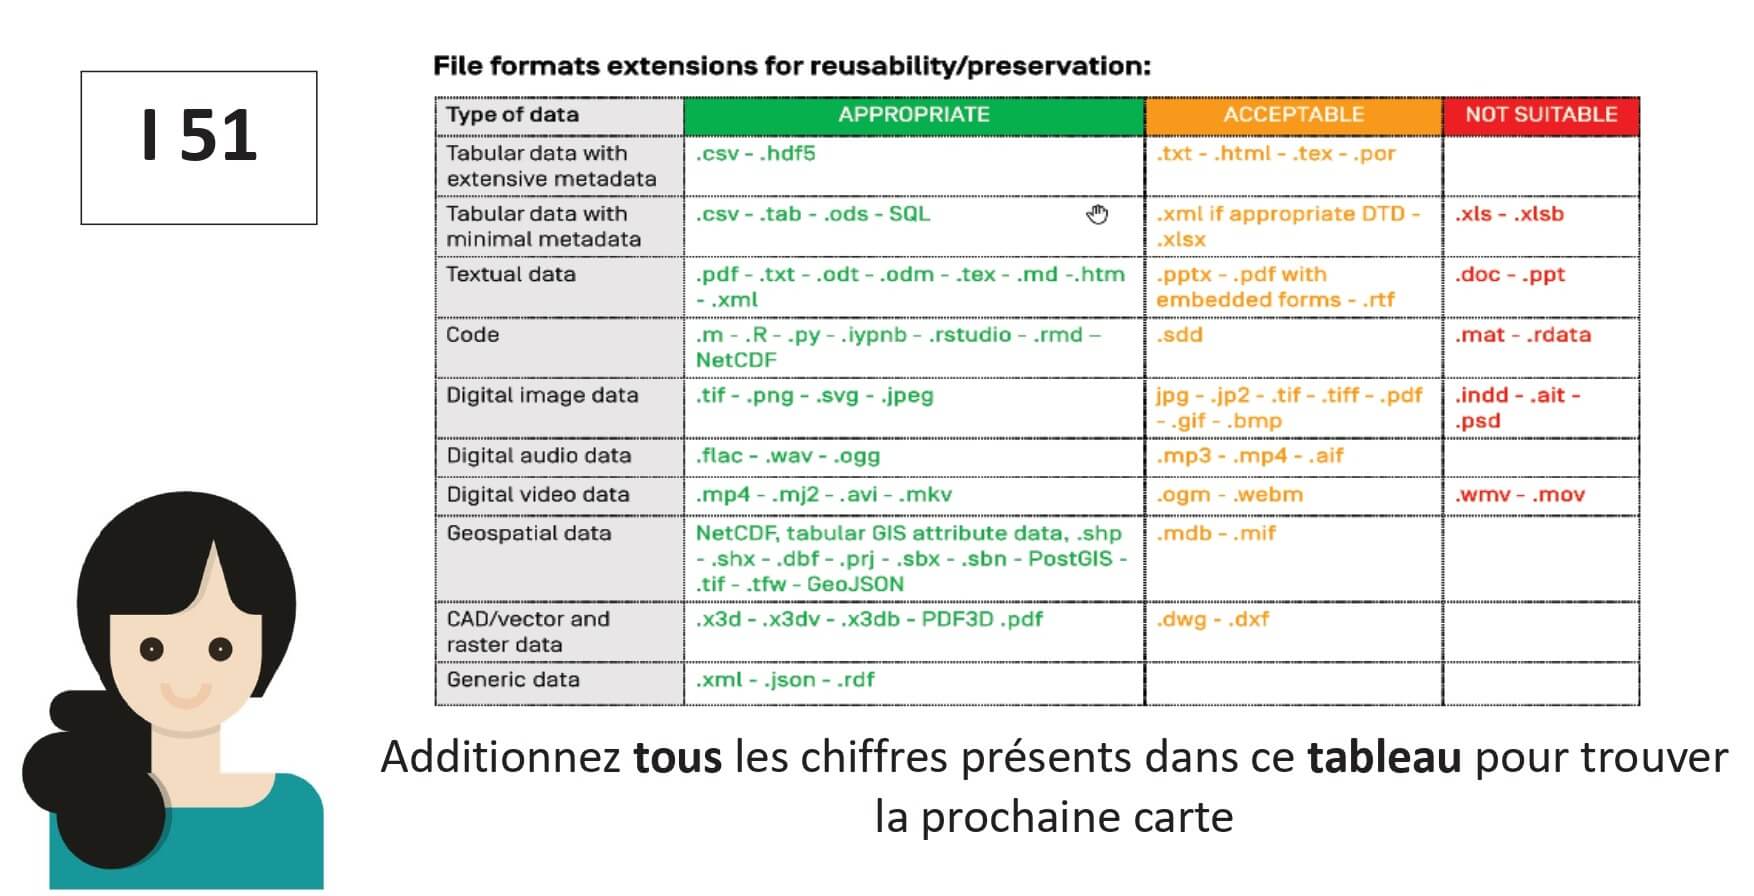 I 51
File formats extensions for reusability/preservation:
Type of data APPROPRIATE ACCEPTABLE NOT SUITABLE
Tabular data with
extensive metadata
.csv - .hdf5
.txt - .html - .tex - .por
Tabular data with
minimal metadata
.csv - .tab - .ods - SQL
.xml if appropriate DTD -
.xlsx
.xls - .xlsb
Textual data
.pdf - .txt - .odt - .odm - .tex - .md -.htm
- .xml
.pptx - .pdf with
embedded forms - .rtf
.doc - .ppt
Code
.m - .R - .py - .iypnb - .rstudio - .rmd –
NetCDF
.sdd
.mat - .rdata
Digital image data
.tif - .png - .svg - .jpeg
jpg - .jp2 - .tif - .tiff - .pdf
- .gif - .bmp
.indd - .ait -
.psd
Digital audio data
.flac - .wav - .ogg
.mp3 - .mp4 - .aif
Digital video data
.mp4 - .mj2 - .avi - .mkv
.ogm - .webm
.wmv - .mov
Geospatial data
NetCDF, tabular GIS attribute data, .shp
- .shx - .dbf - .prj - .sbx - .sbn - PostGIS -
.tif - .tfw - GeoJSON
.mdb - .mif
CAD/vector and
raster data
.x3d - .x3dv - .x3db - PDF3D .pdf
.dwg - .dxf
Generic data
.xml - .json - .rdf
Additionnez tous les chiffres présents dans ce tableau pour trouver
la prochaine carte